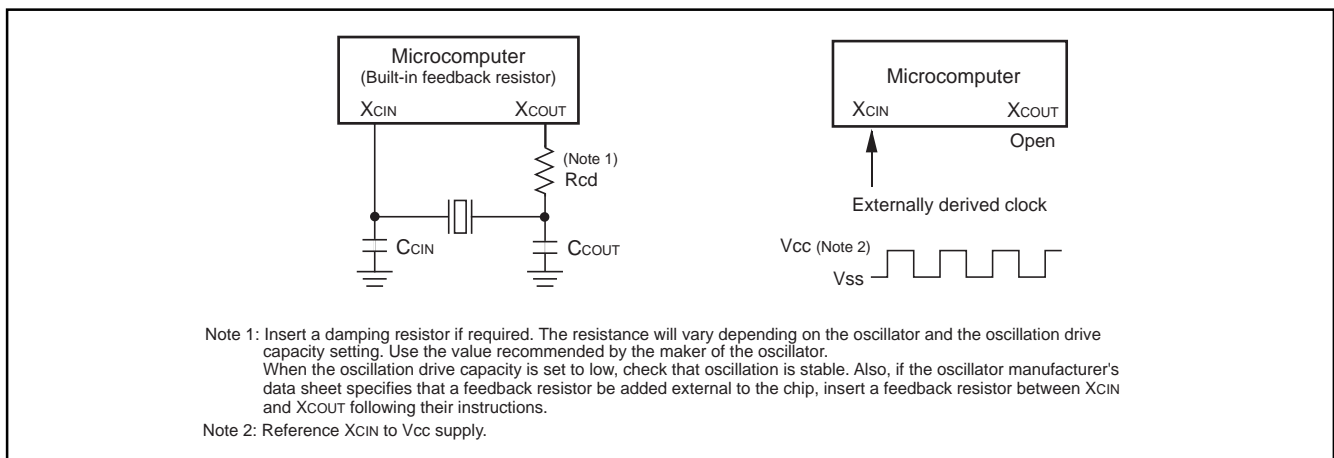 Microcomputer
(Built-in feedback resistor)
XCIN XCOUT
(Note 1)
Rcd
CCIN
CCOUT
Microcomputer
XCIN XCOUT
Open
Externally derived clock
Vcc (Note 2)
Vss
Note 1: Insert a damping resistor if required. The resistance will vary depending on the oscillator and the oscillation drive
capacity setting. Use the value recommended by the maker of the oscillator.
When the oscillation drive capacity is set to low, check that oscillation is stable. Also, if the oscillator manufacturer's
data sheet specifies that a feedback resistor be added external to the chip, insert a feedback resistor between XCIN
and XCOUT following their instructions.
Note 2: Reference XCIN to Vcc supply.